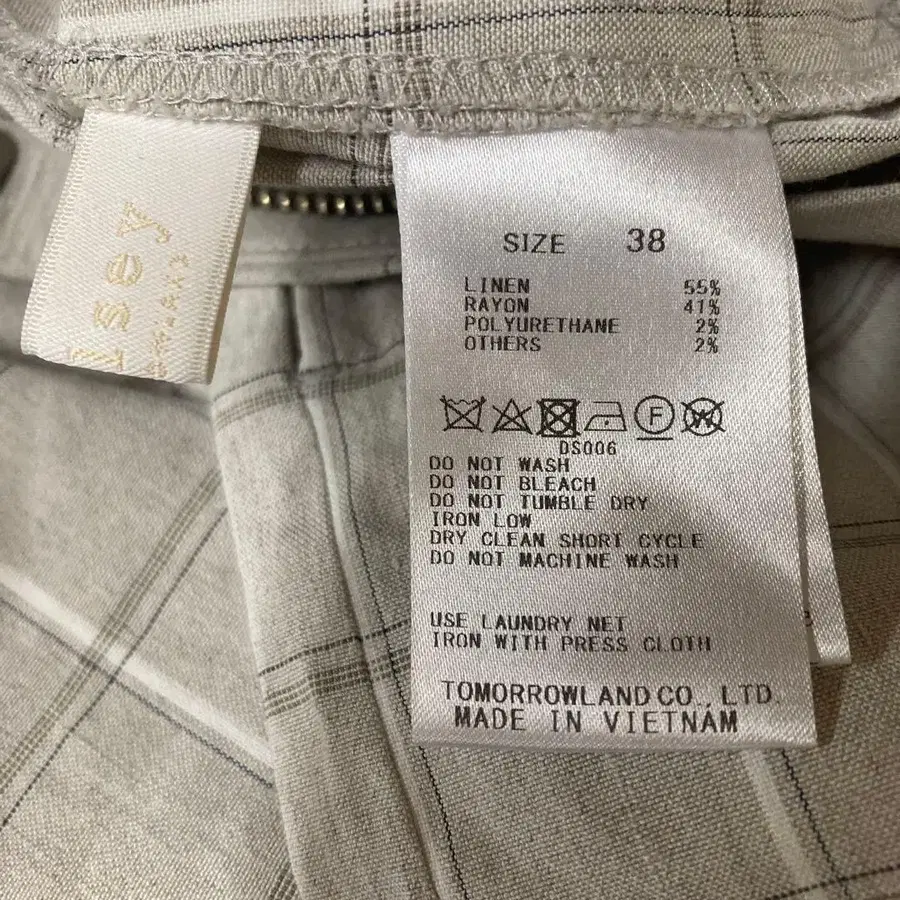 lsey
SIZE 38
LINEN 55%
RAYON 41%
POLYURETHANE 2%
OTHERS 2%
F
W
DS006
DO NOT WASH
DO NOT BLEACH
DO NOT TUMBLE DRY
IRON LOW
DRY CLEAN SHORT CYCLE
DO NOT MACHINE WASH
USE LAUNDRY NET
IRON WITH PRESS CLOTH
TOMORROWLAND CO., LTD.
MADE IN VIETNAM